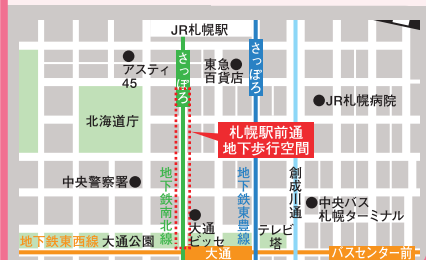 JR札幌駅
さっぽろ
さっぽろ
アスティ
45
東急
百貨店
JR札幌病院
北海道庁
札幌駅前通
地下歩行空間
中央警察署
地下鉄南北線
地下鉄東豊線
創成川通
中央バス
札幌ターミナル
大通
ビッセ
テレビ
塔
地下鉄東西線
大通公園
大通
バスセンター前